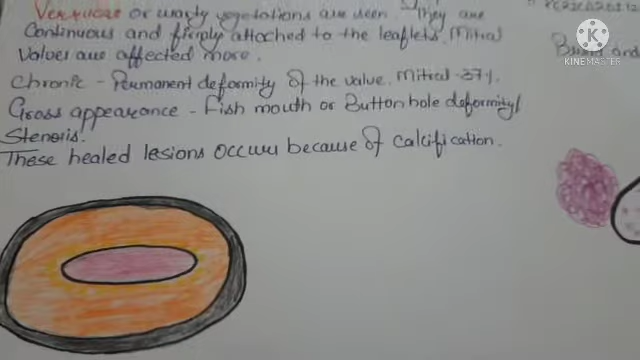 Verrucae or warty vegetations are seen. They are
Continuous and firmly attached to the leaflets. Mitral
Valves are affected more.
Chronic - Permanent deformity of the valve. Mitral - 37%.
Gross appearance - Fish mouth or Button hole deformity/
Stenosis.
These healed lesions occur because of calcification.
and
KINEMASTER